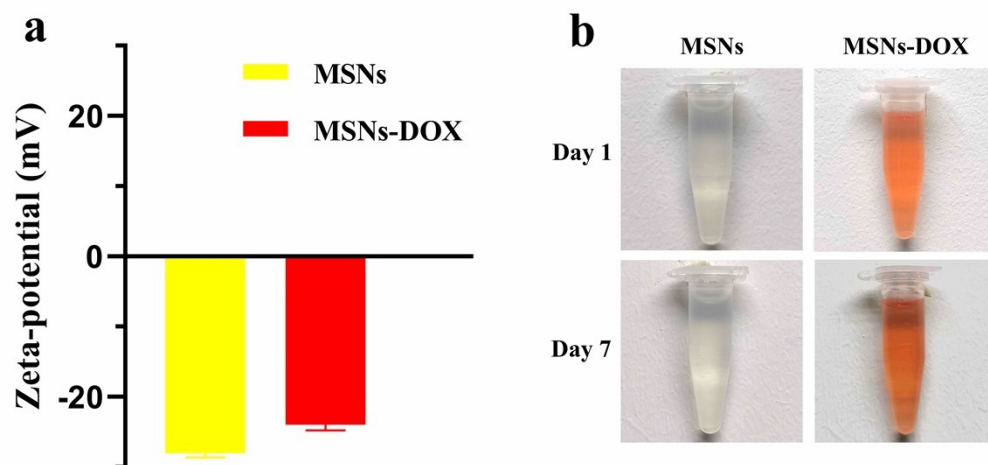 a
Zeta-potential (mV)
20
0
-20
MSNs
MSNs-DOX
b
MSNs
MSNs-DOX
Day 1
Day 7